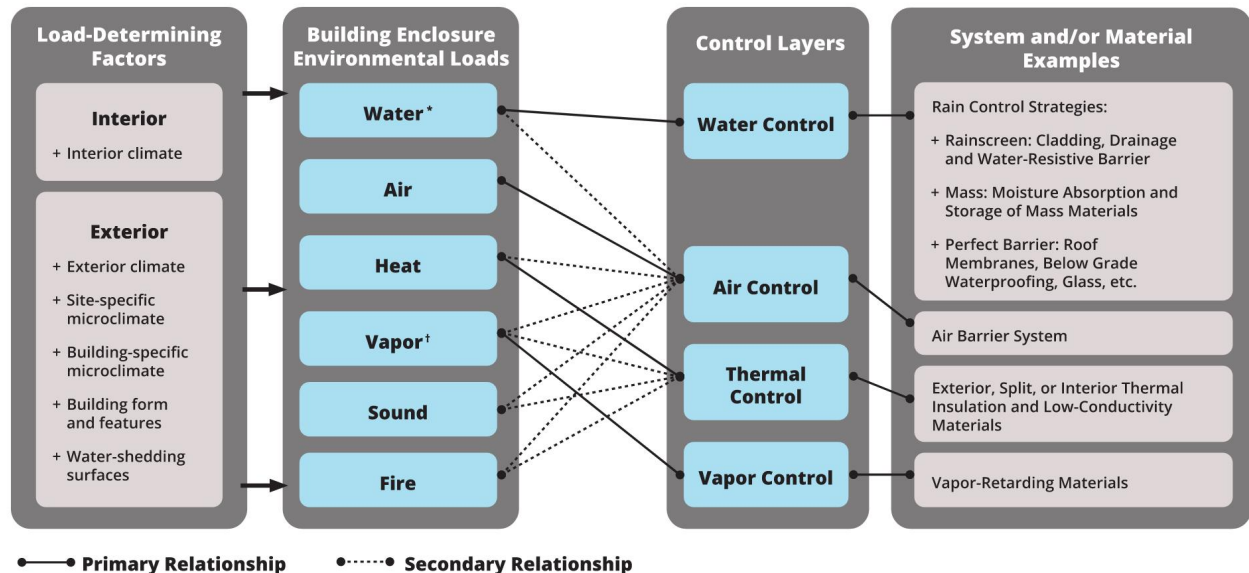 Load-Determining
Factors
Interior
+ Interior climate
Exterior
+ Exterior climate
+ Site-specific
microclimate
+ Building-specific
microclimate
+ Building form
and features
+ Water-shedding
surfaces
Building Enclosure
Environmental Loads
Water*
Air
Heat
Vapor†
Sound
Fire
Control Layers
Water Control
Air Control
Thermal
Control
Vapor Control
System and/or Material
Examples
Rain Control Strategies:
+ Rainscreen: Cladding, Drainage
and Water-Resistive Barrier
+ Mass: Moisture Absorption and
Storage of Mass Materials
+ Perfect Barrier: Roof
Membranes, Below Grade
Waterproofing, Glass, etc.
Air Barrier System
Exterior, Split, or Interior Thermal
Insulation and Low-Conductivity
Materials
Vapor-Retarding Materials
Primary Relationship
Secondary Relationship